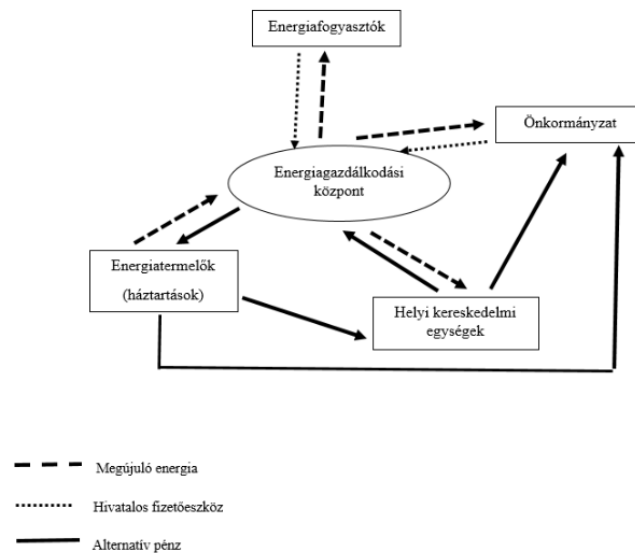 Energiafogyasztók
Önkormányzat
Energiagazdálkodási
központ
Energiatermelők
(háztartások)
Helyi kereskedelmi
egységek
Megújuló energia
Hivatalos fizetőeszköz
Alternatív pénz